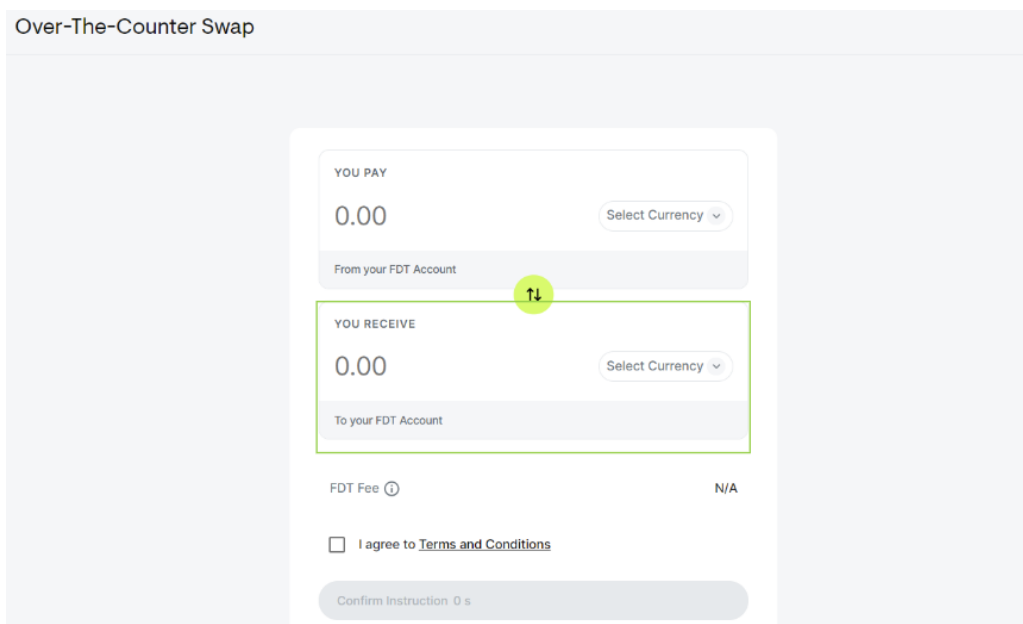 Over-The-Counter Swap
YOU PAY
0.00 Select Currency
From your FDT Account
YOU RECEIVE
0.00 Select Currency
To your FDT Account
FDT Fee N/A
I agree to Terms and Conditions
Confirm Instruction 0 s